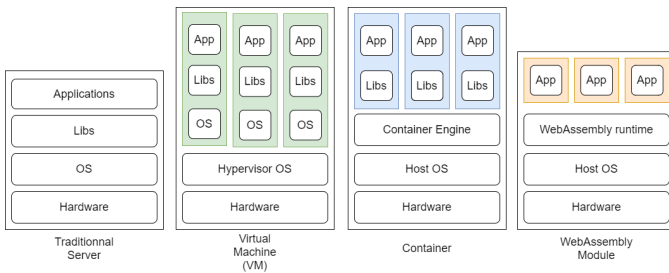 Applications
Libs
OS
Hardware
Traditionnal
Server
App App App
Libs Libs Libs
OS OS OS
Hypervisor OS
Hardware
Virtual
Machine
(VM)
App App App
Libs Libs Libs
Container Engine
Host OS
Hardware
Container
App App App
WebAssembly runtime
Host OS
Hardware
WebAssembly
Module